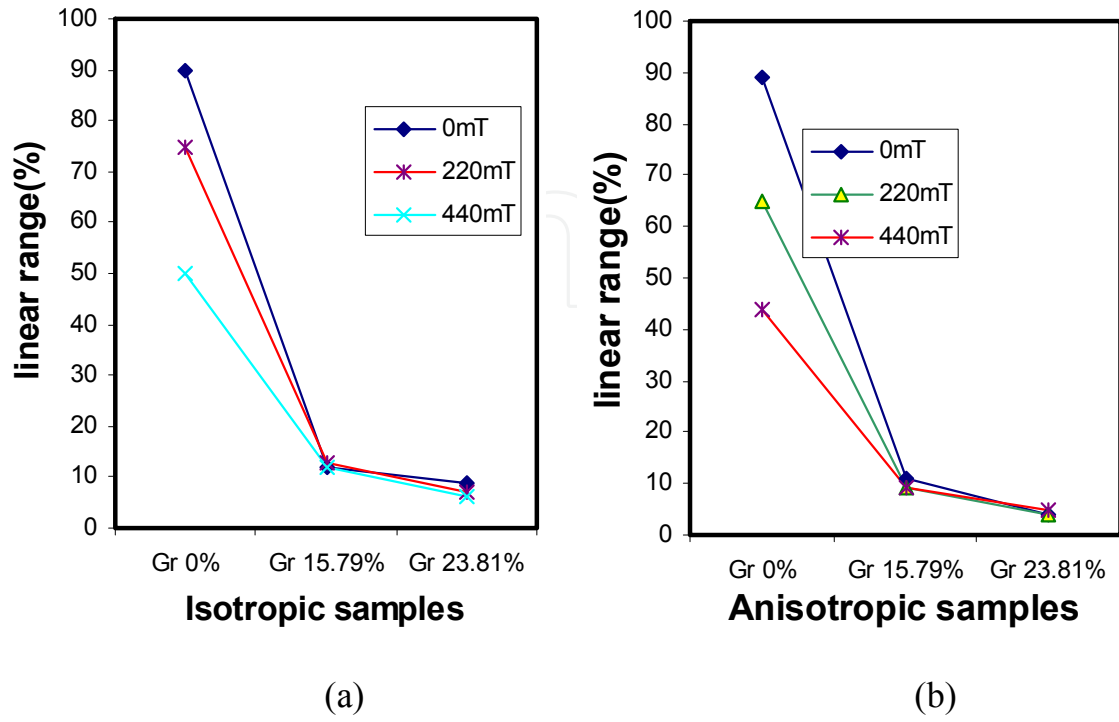 100
90
80
70
60
50
40
30
20
10
0
linear range(%)
0mT
220mT
440mT
Gr 0% Gr 15.79% Gr 23.81%
Isotropic samples
(a)
100
90
80
70
60
50
40
30
20
10
0
linear range(%)
0mT
220mT
440mT
Gr 0% Gr 15.79% Gr 23.81%
Anisotropic samples
(b)